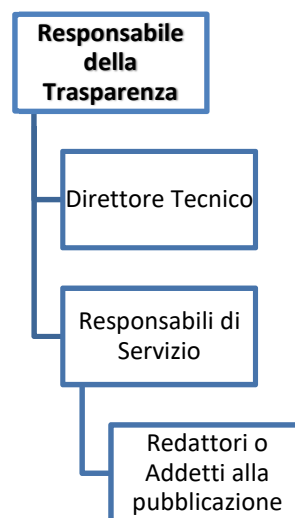 Responsabile
della
Trasparenza
Direttore Tecnico
Responsabili di
Servizio
Redattori o
Addetti alla
pubblicazione